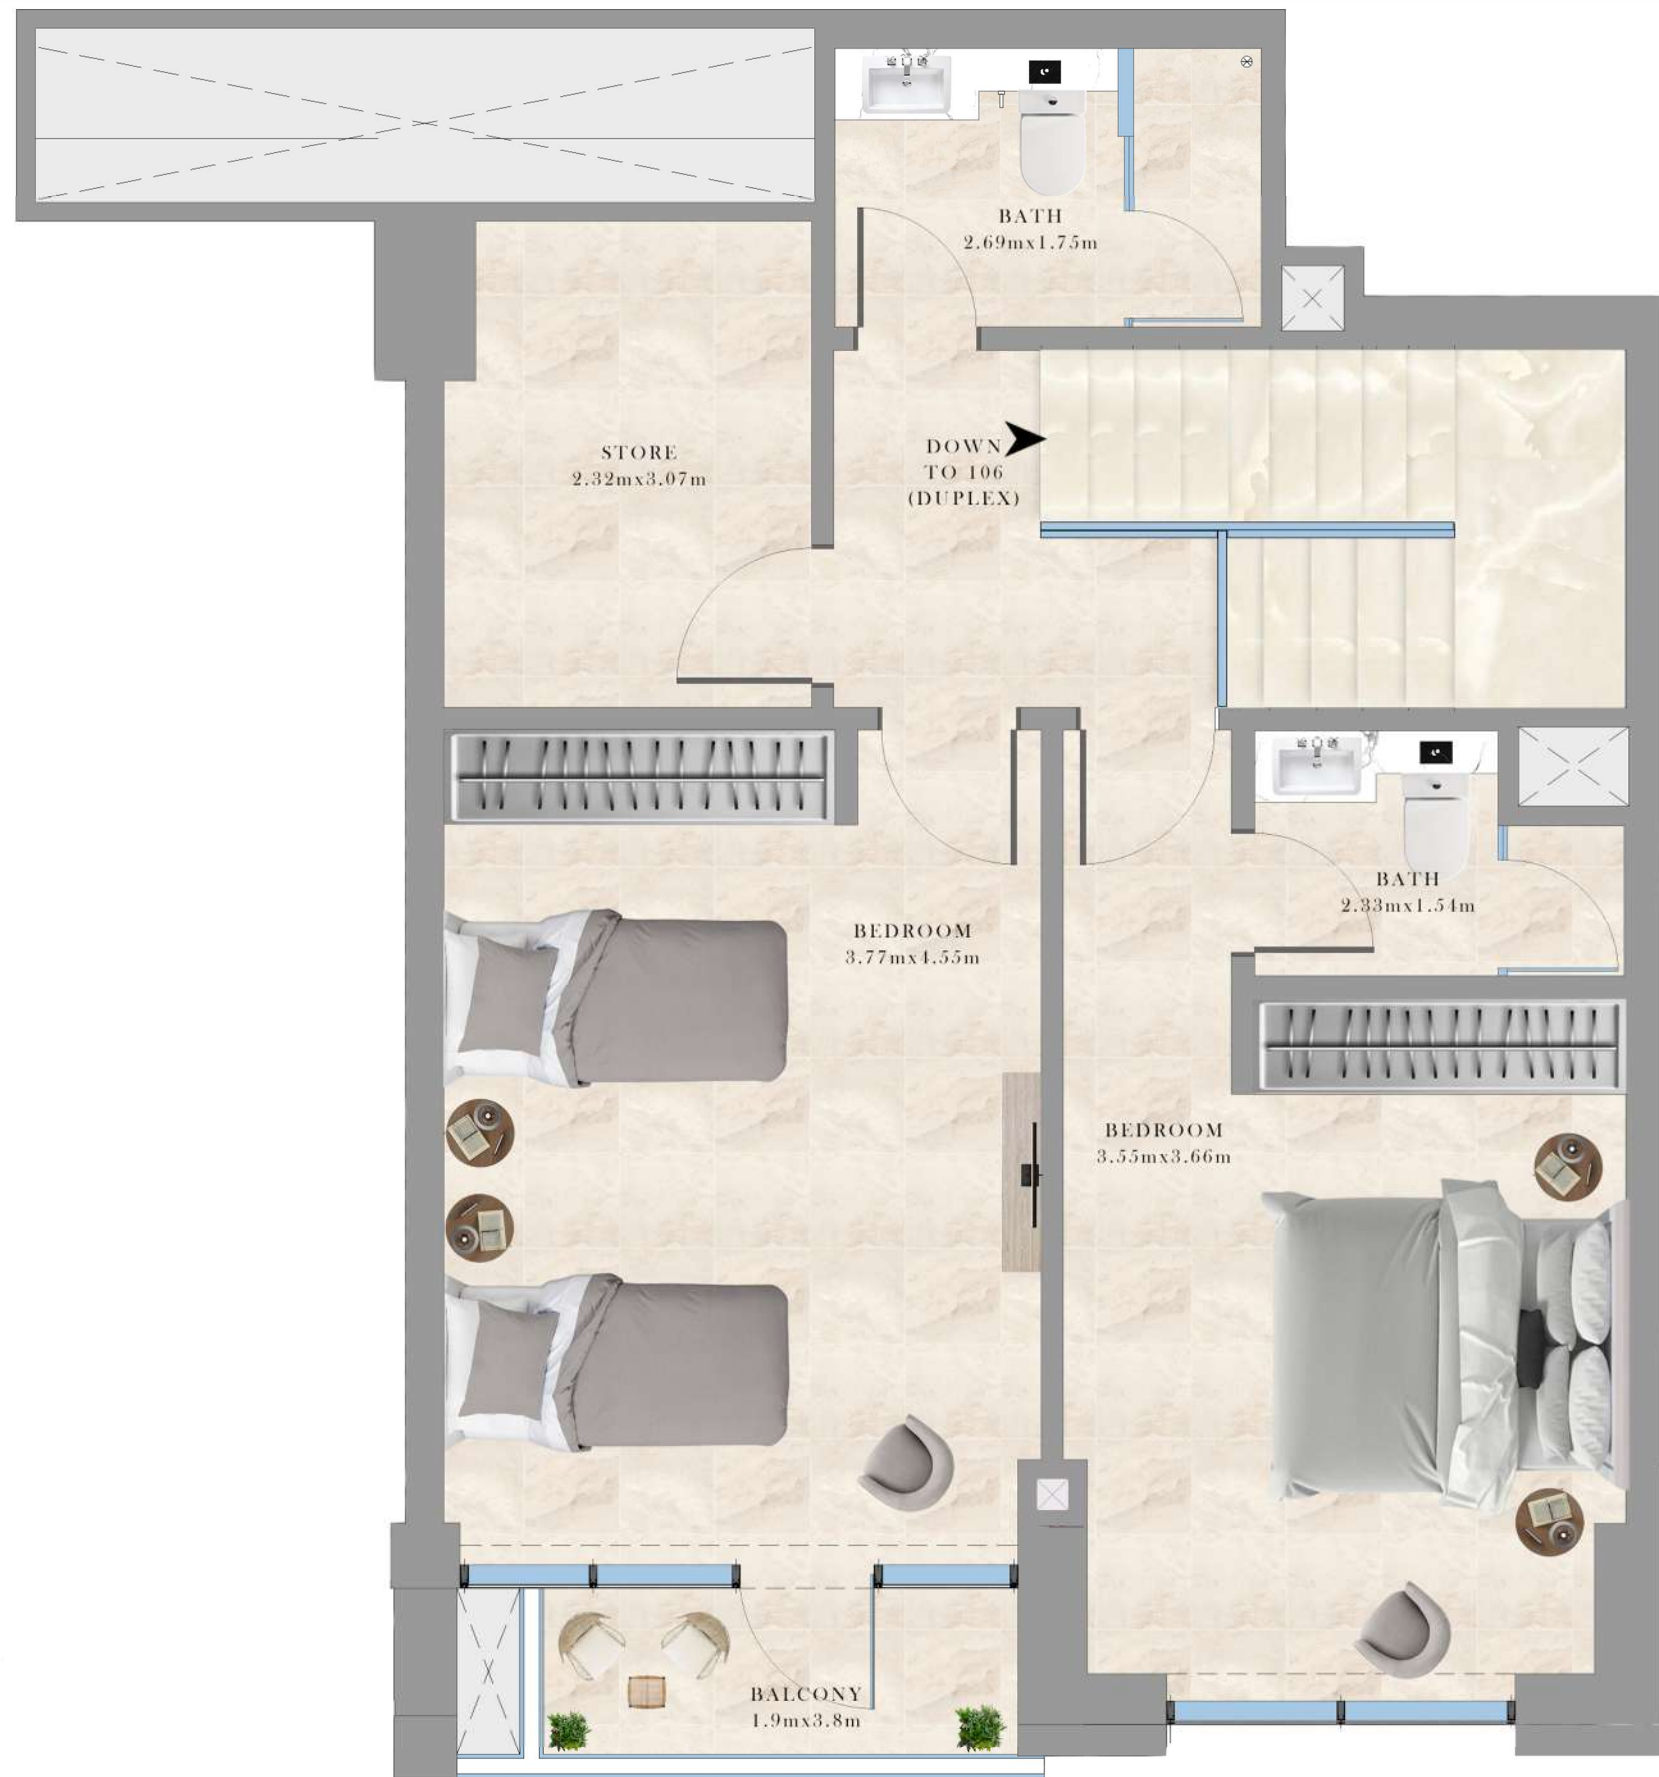 BATH
2.69mx1.75m
STORE
2.32mx3.07m
DOWN
TO 106
(DUPLEX)
BATH
2.33mx1.54m
BEDROOM
3.77mx4.55m
BEDROOM
3.55mx3.66m
BALCONY
1.9mx3.8m